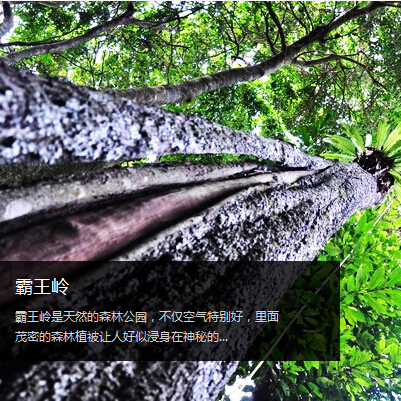 霸王岭
霸王岭是天然的森林公园，不仅空气特别好，里面
茂密的森林植被让人好似浸身在神秘的...